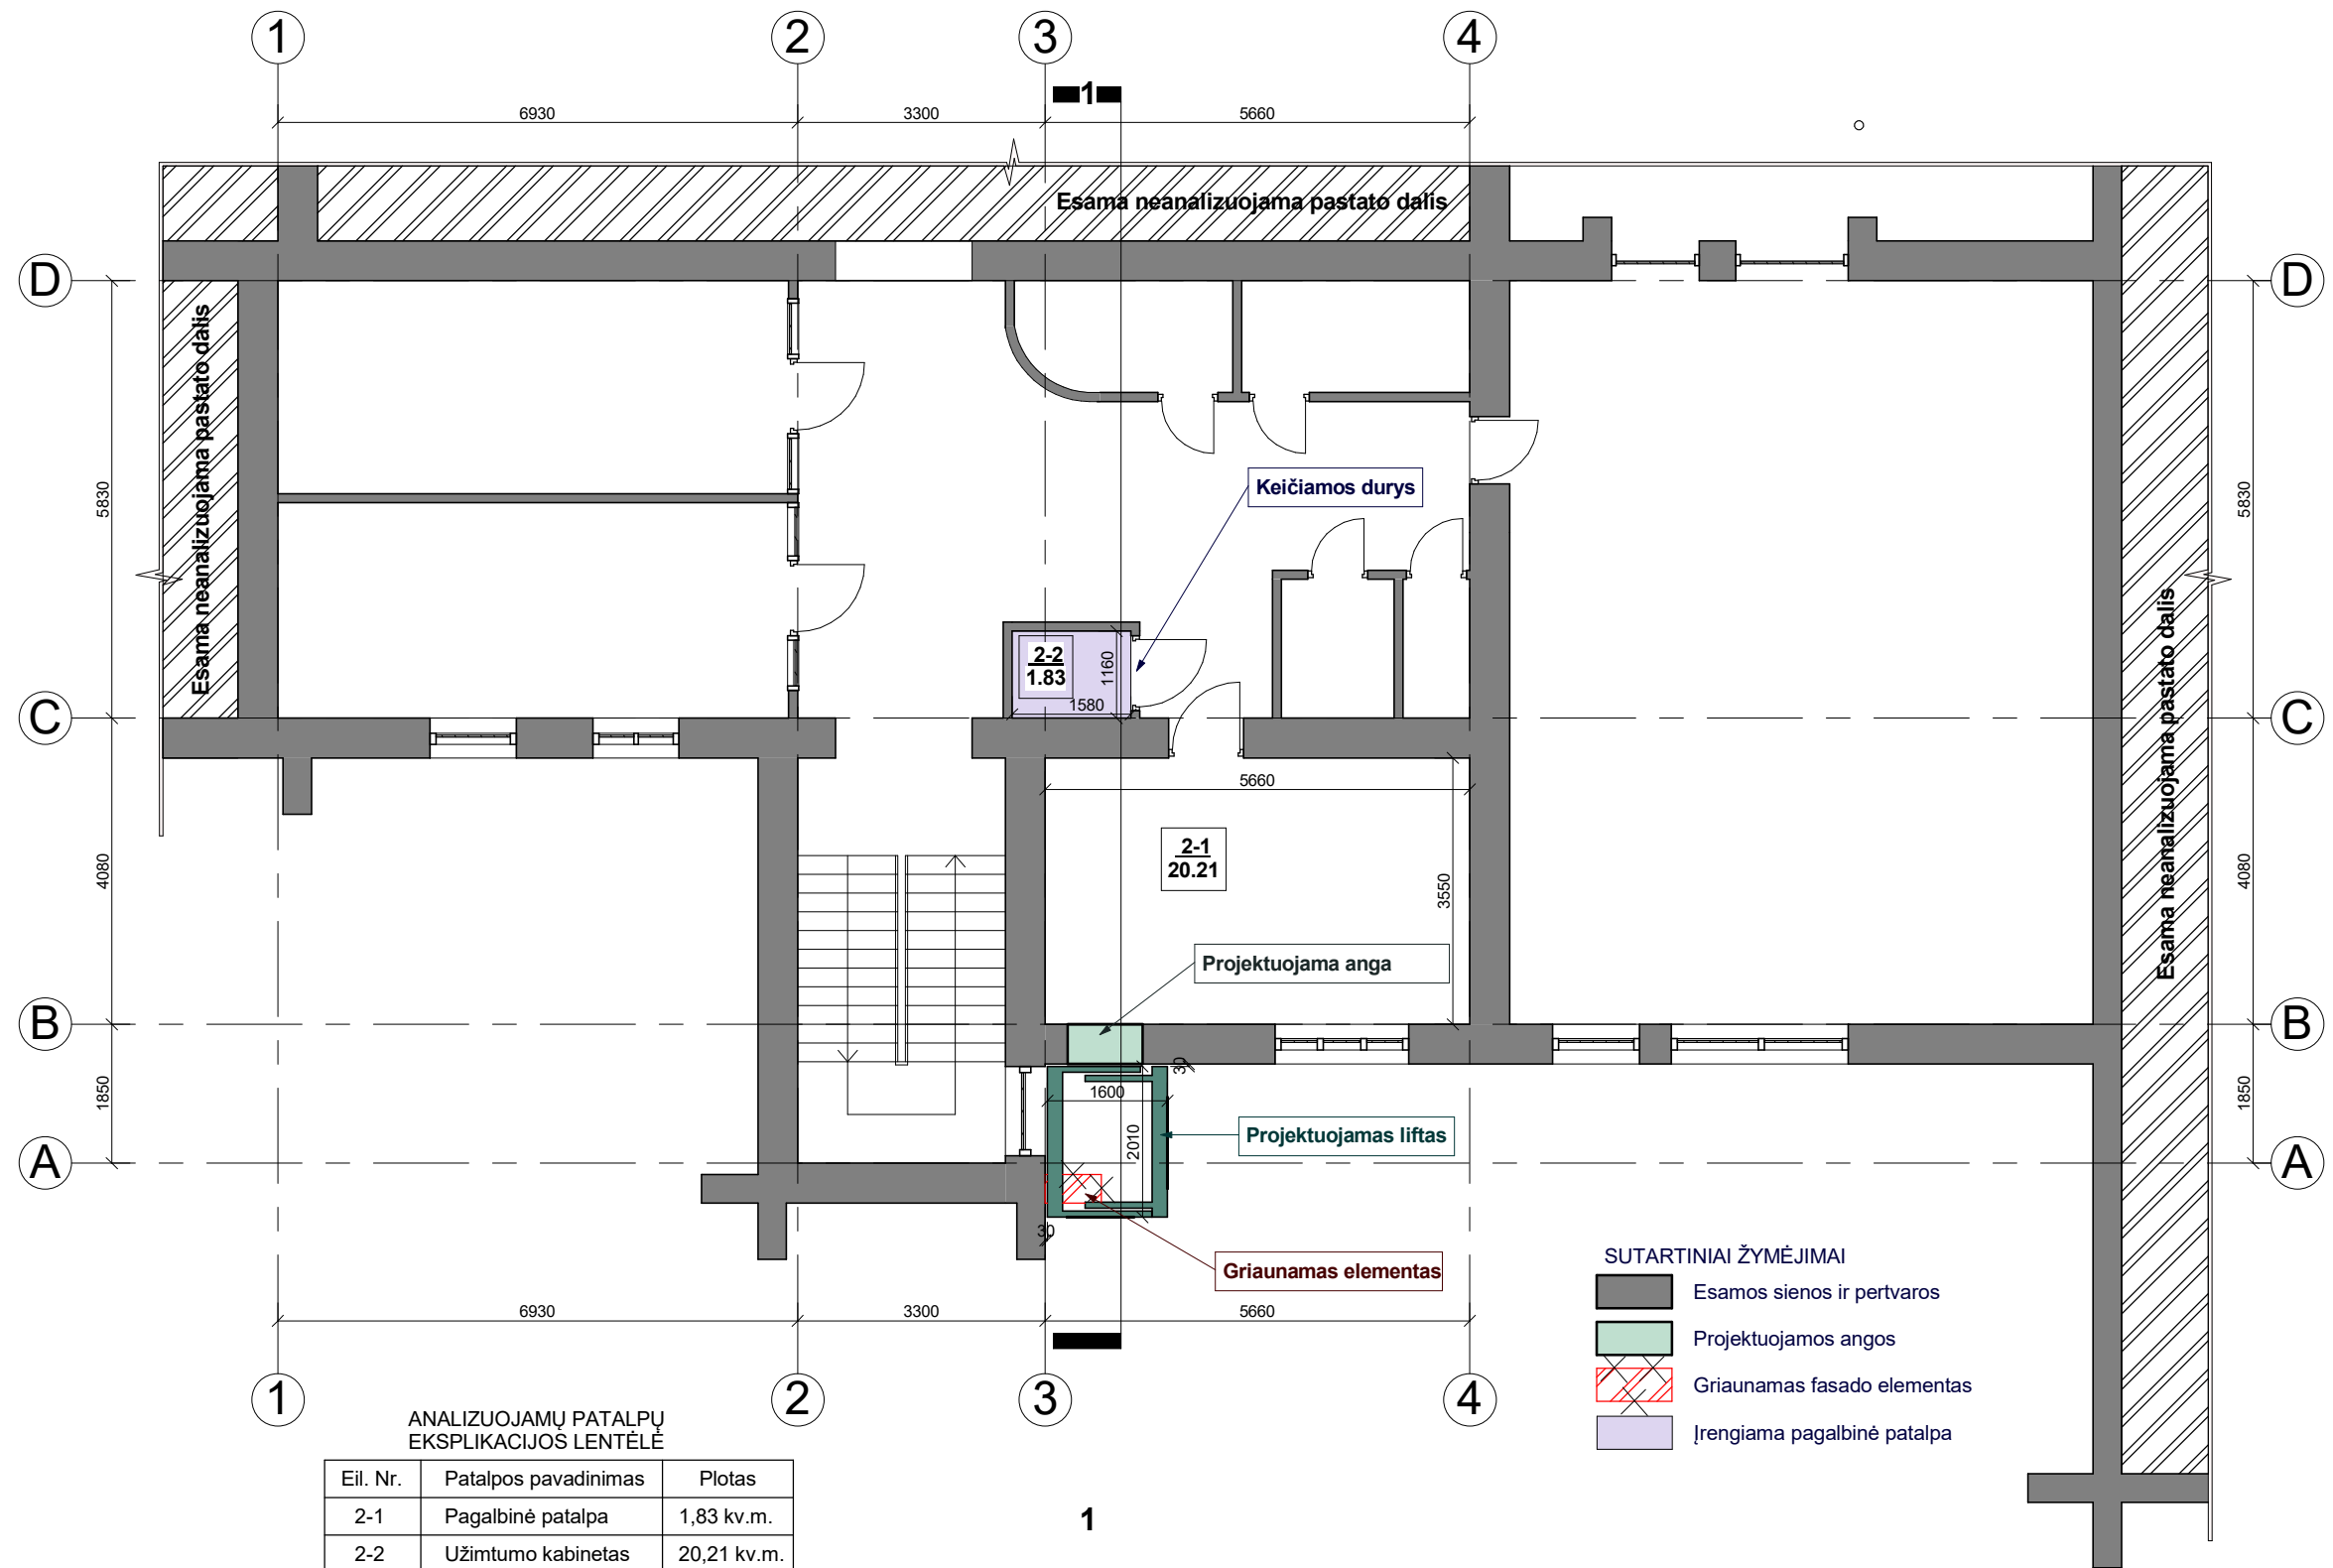 1
2
3
4
1
6930
3300
5660
Esama neanalizuojama pastato dalis
D
D
Esama neanalizuojama pastato dalis
5830
5830
Keičiamos durys
2-2
1.83
1160
1580
Esama neanalizuojama pastato dalis
C
C
5660
2-1
20.21
3550
4080
4080
Projektuojama anga
B
B
30
1600
1850
1850
2010
Projektuojamas liftas
A
A
30
Griaunamas elementas
6930
3300
5660
SUTARTINIAI ŽYMĖJIMAI
Esamos sienos ir pertvaros
Projektuojamos angos
Griaunamas fasado elementas
Įrengiama pagalbinė patalpa
1
2
3
4
ANALIZUOJAMŲ PATALPŲ
EKSPLIKACIJOS LENTĖLĖ
Eil. Nr. Patalpos pavadinimas Plotas
2-1 Pagalbinė patalpa 1,83 kv.m.
2-2 Užimtumo kabinetas 20,21 kv.m.
1